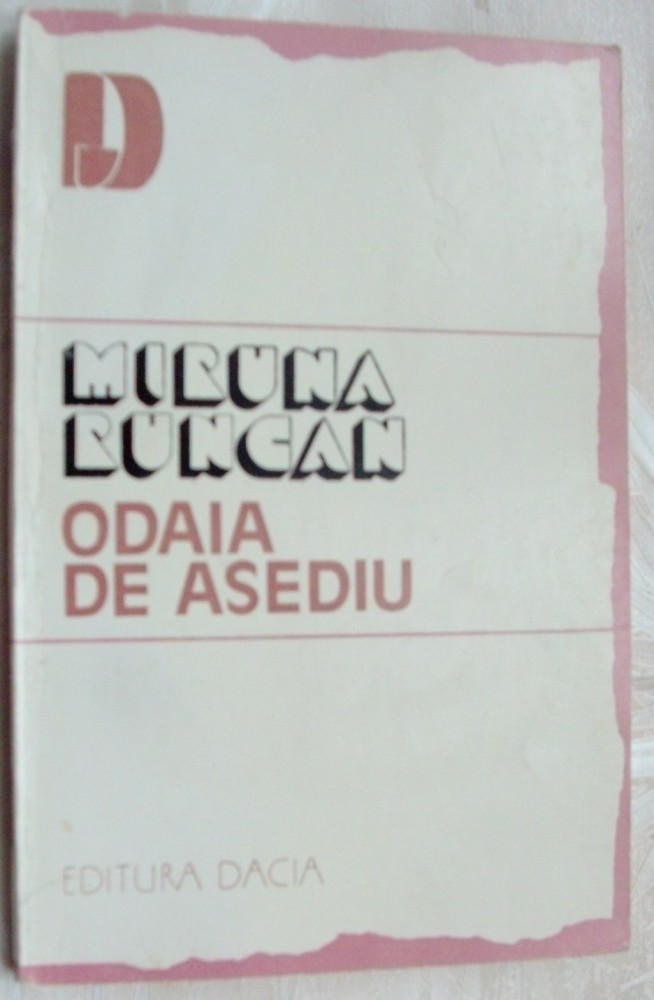 MIRUNA
RUNCAN
ODAIA
DE ASEDIU
EDITURA DACIA